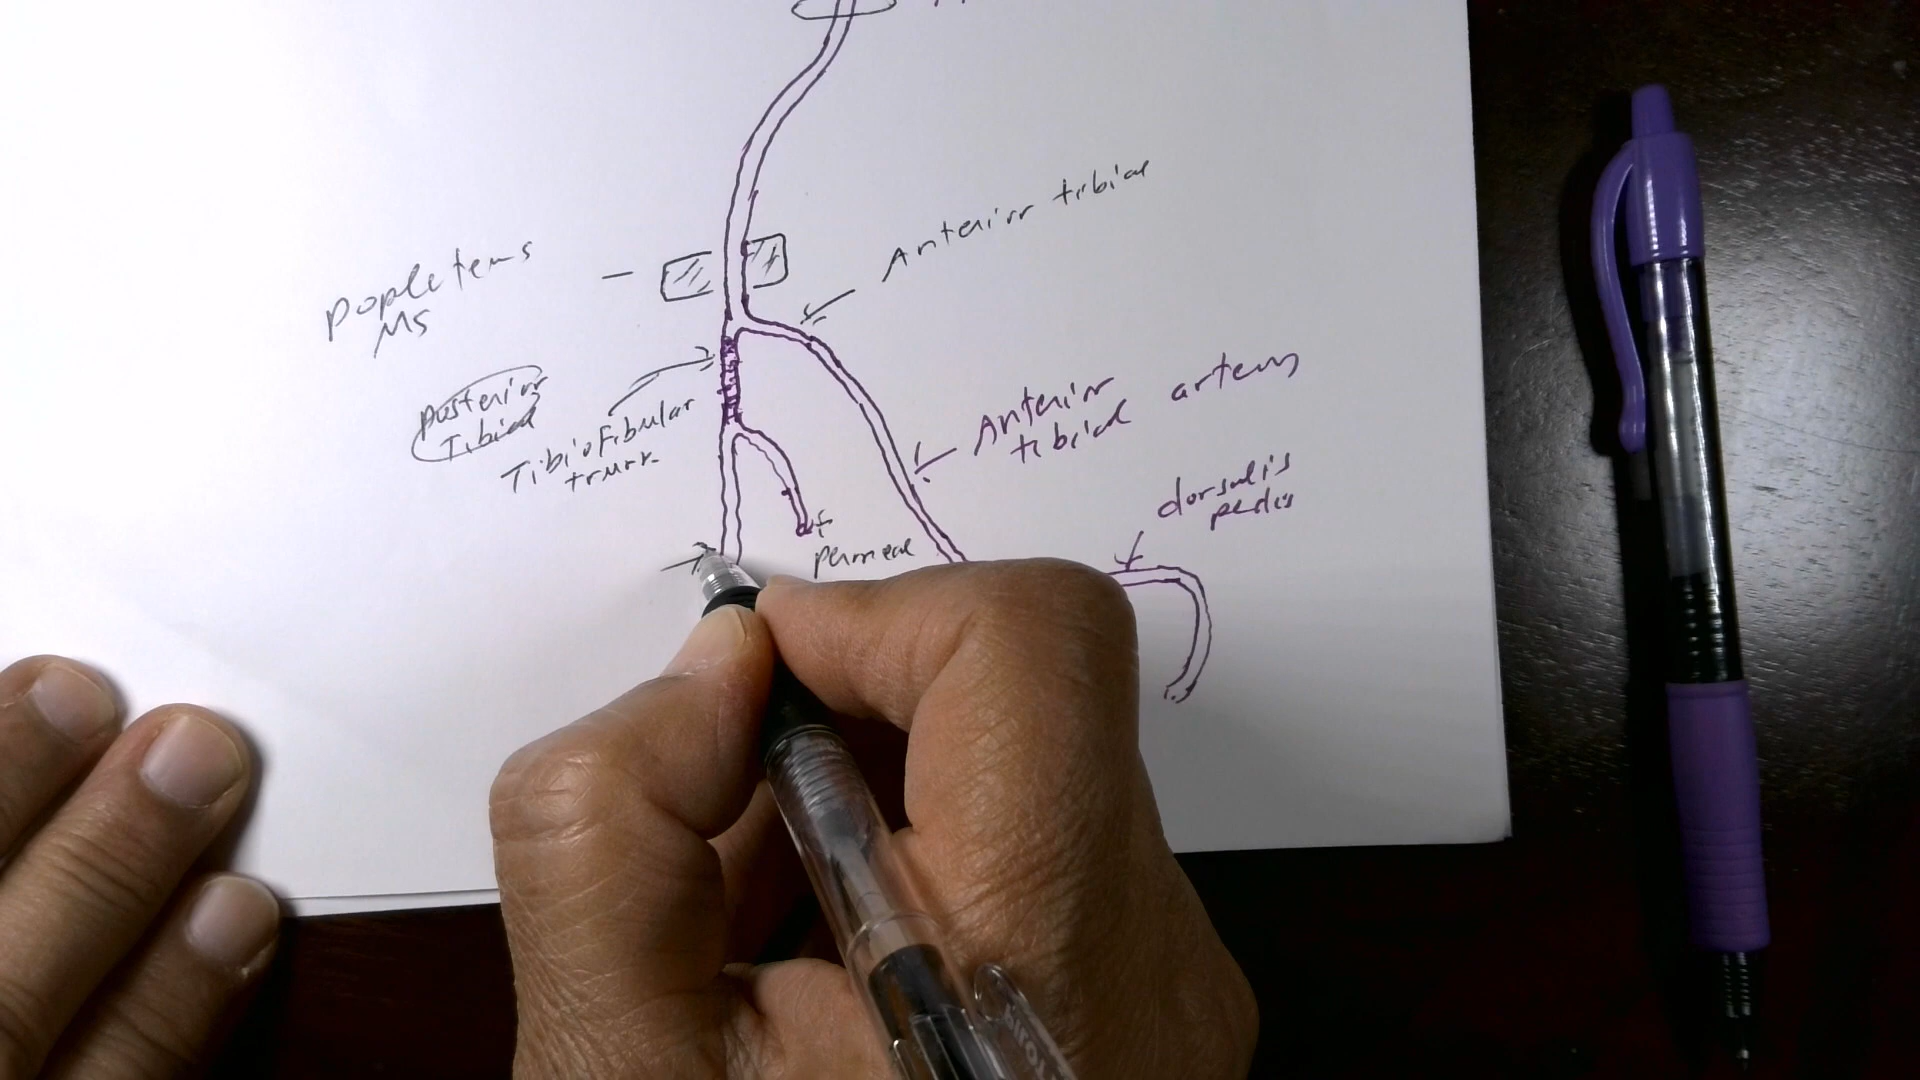 Anterior tibial
popleteus
MS
posterior
Tibial
TibioFibular
trunk
Anterior
tibial artery
dorsalis
pedis
peroneal